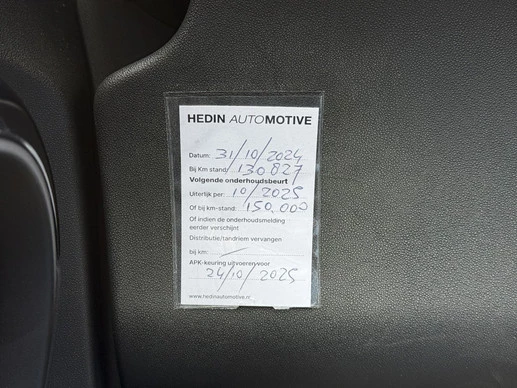 HEDIN AUTOMOTIVE
Datum: 31/10/2024
Bij Km stand: 130827
Volgende onderhoudsbeurt
Uiterlijk per: 10/2025
Of bij km-stand: 150.000
Of indien de onderhoudsmelding
eerder verschijnt
Distributie/tandriem vervangen
bij km:
APK-keuring uitvoeren voor
24/10/2025
www.hedinautomotive.nl